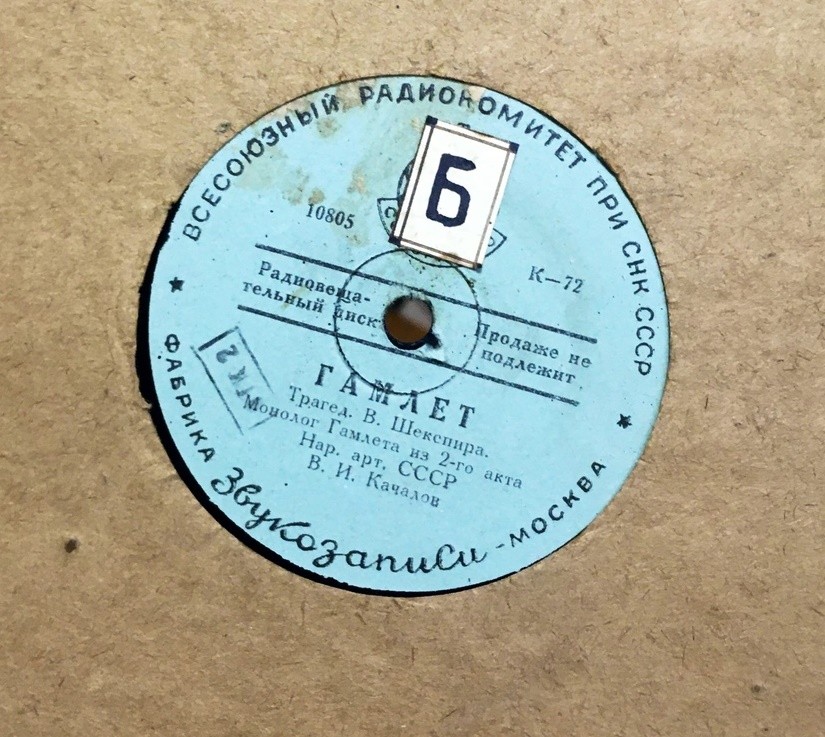 ВСЕСОЮЗНЫЙ РАДИОКОМИТЕТ ПРИ СНК СССР
Б
10805
К—72
Радиовеща-
тельный диск
Продаже не
подлежит.
ГАМЛЕТ
Трагед. В. Шекспира.
Монолог Гамлета из 2-го акта
Нар. арт. СССР
В. И. Качалов
ФАБРИКА Звукозаписи - МОСКВА